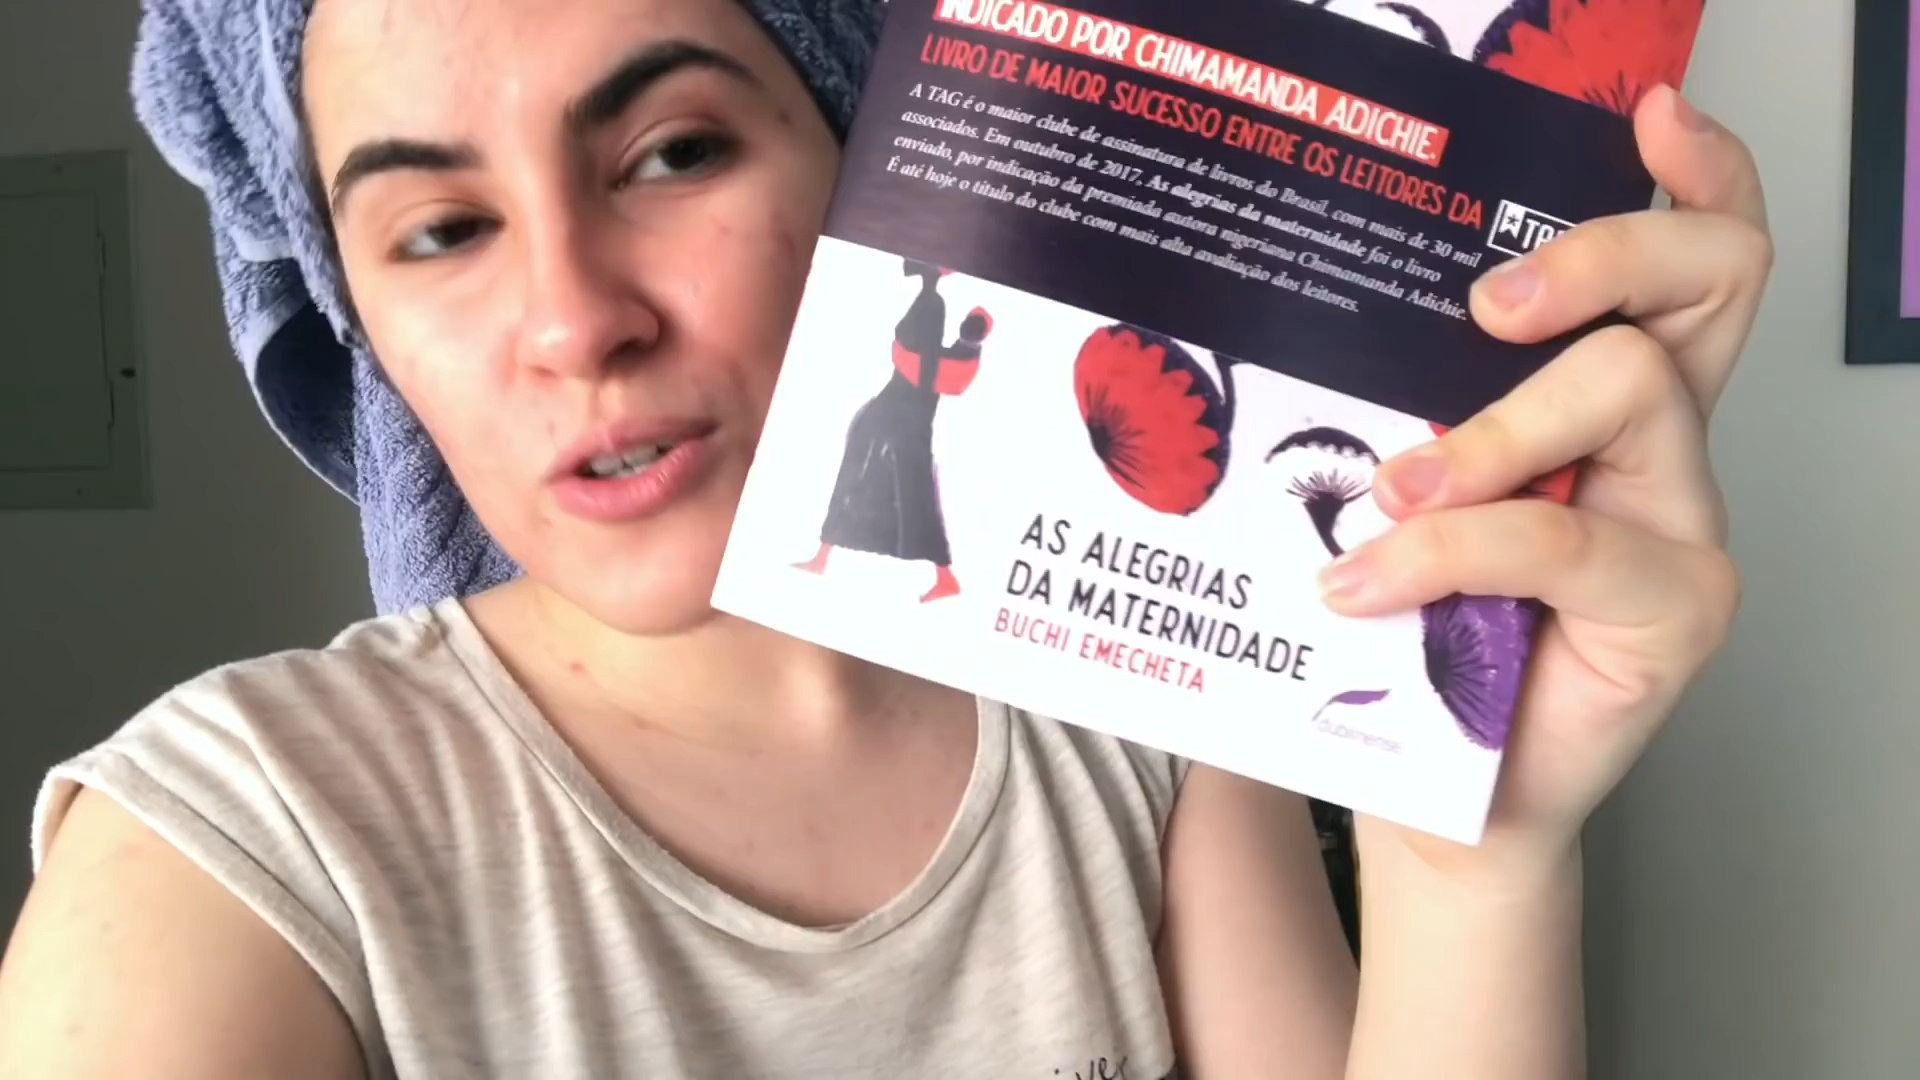 INDICADO POR CHIMAMANDA ADICHIE.
LIVRO DE MAIOR SUCESSO ENTRE OS LEITORES DA
A TAG é o maior clube de assinatura de livros do Brasil, com mais de 30 mil
associados. Em outubro de 2017, As alegrias da maternidade foi o livro
enviado, por indicação da premiada autora nigeriana Chimamanda Adichie.
É até hoje o título do clube com mais alta avaliação dos leitores.
AS ALEGRIAS
DA MATERNIDADE
BUCHI EMECHETA
dublinense